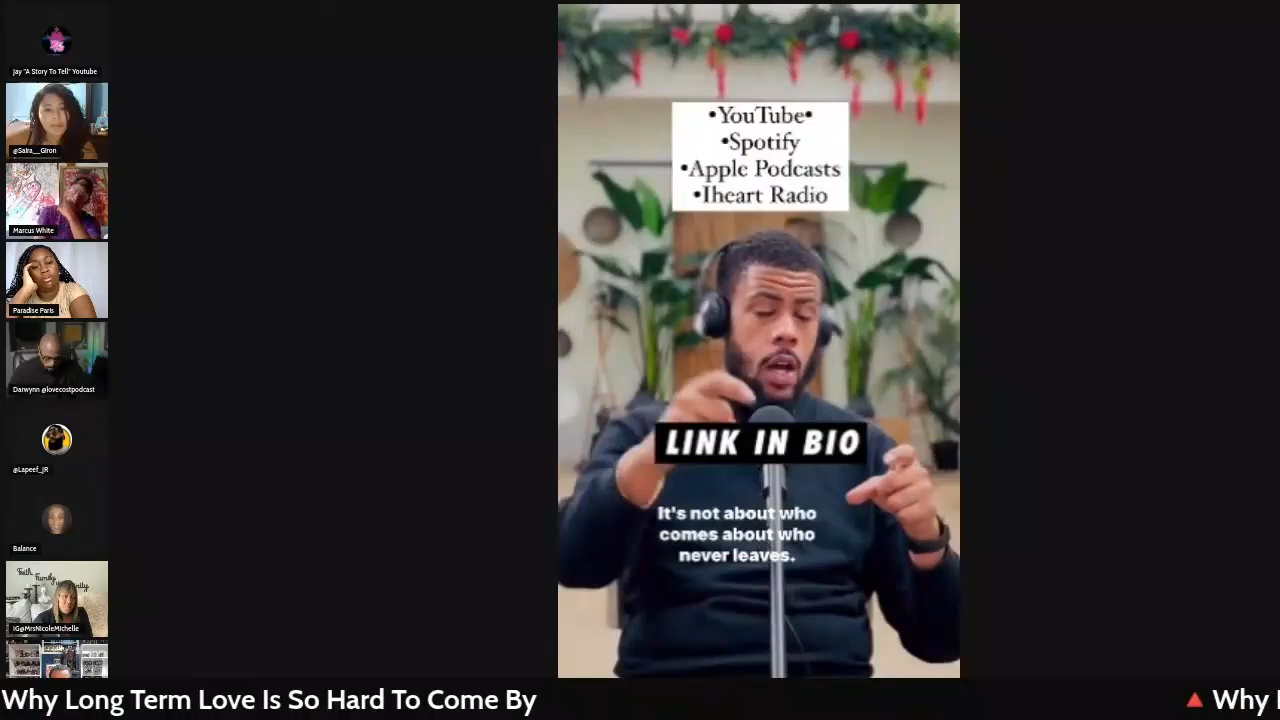 Jay "A Story To Tell" Youtube
@Saira__Giron
Marcus White
Paradise Paris
Darwynn @lovecostpodcast
@Lapeef_JR
Balance
Faith, Family
IG@MrsNicoleMichelle
•YouTube•
•Spotify
•Apple Podcasts
•Iheart Radio
LINK IN BIO
It's not about who
comes about who
never leaves.
Why Long Term Love Is So Hard To Come By
🔺 Why